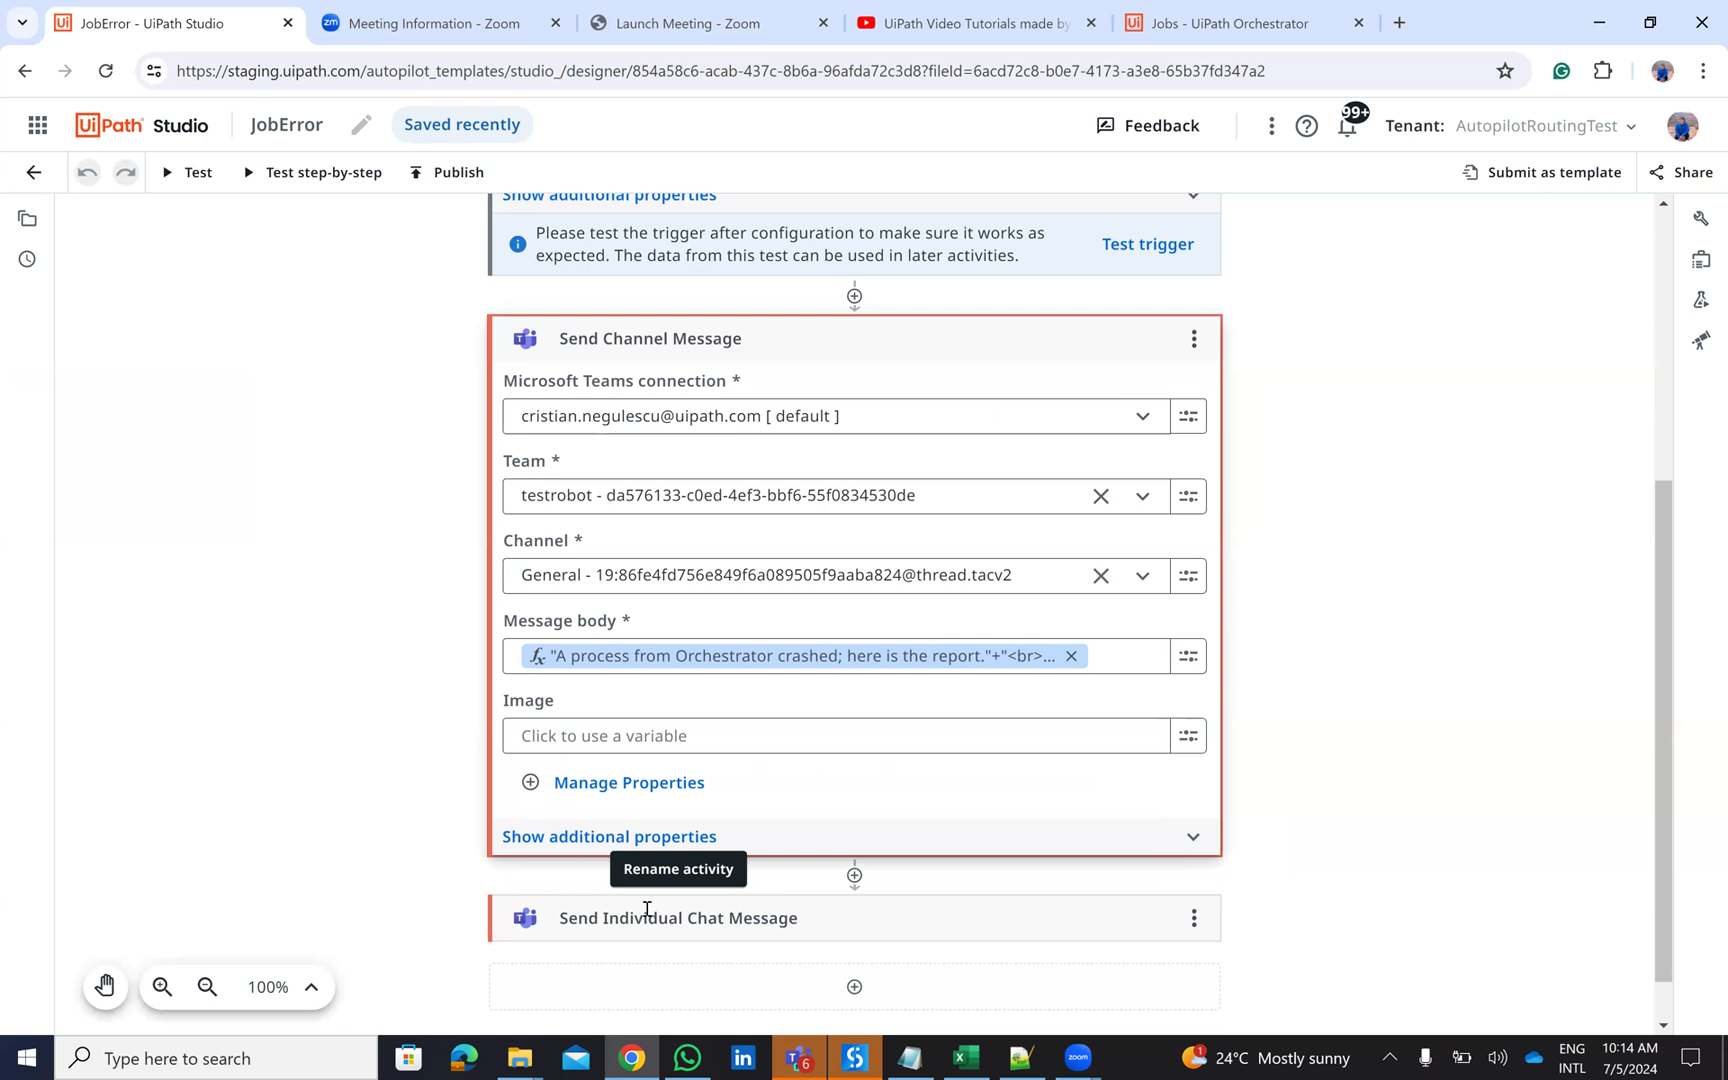 JobError - UiPath Studio
Meeting Information - Zoom
Launch Meeting - Zoom
UiPath Video Tutorials made by
Jobs - UiPath Orchestrator
https://staging.uipath.com/autopilot_templates/studio_/designer/854a58c6-acab-437c-8b6a-96afda72c3d8?fileId=6acd72c8-b0e7-4173-a3e8-65b37fd347a2
UiPath Studio
JobError
Saved recently
Feedback
99+
Tenant: AutopilotRoutingTest
Test
Test step-by-step
Publish
Submit as template
Share
Show additional properties
Please test the trigger after configuration to make sure it works as
expected. The data from this test can be used in later activities.
Test trigger
Send Channel Message
Microsoft Teams connection *
cristian.negulescu@uipath.com [ default ]
Team *
testrobot - da576133-c0ed-4ef3-bbf6-55f0834530de
Channel *
General - 19:86fe4fd756e849f6a089505f9aaba824@thread.tacv2
Message body *
fx "A process from Orchestrator crashed; here is the report."+"<br>...
Image
Click to use a variable
Manage Properties
Show additional properties
Rename activity
Send Individual Chat Message
100%
Type here to search
6
zoom
1
24°C Mostly sunny
ENG
INTL
10:14 AM
7/5/2024